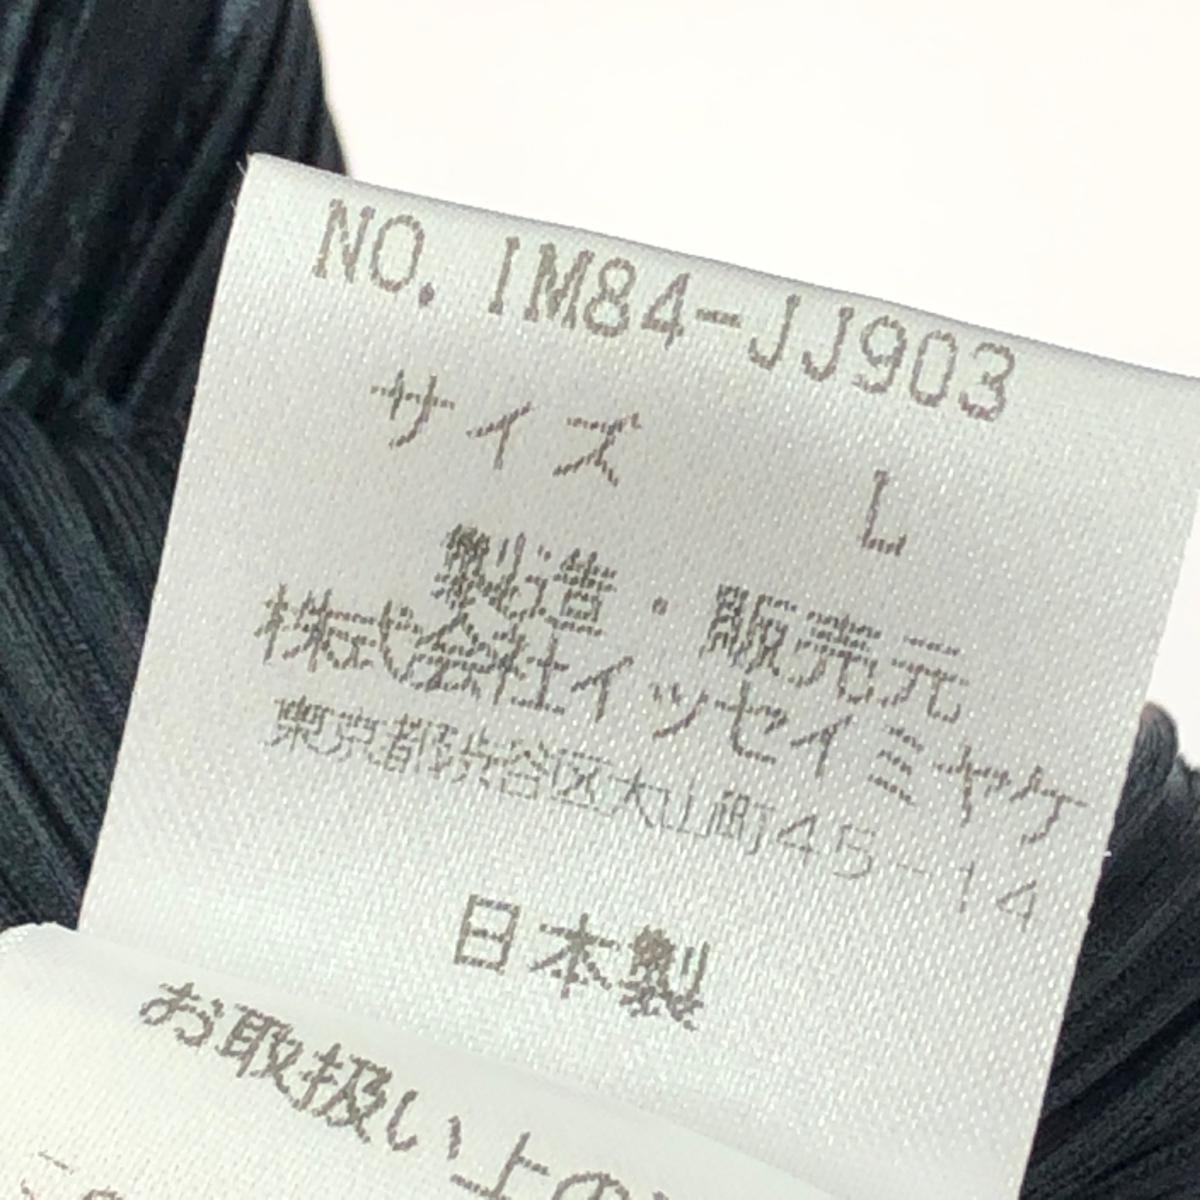 NO. IM84-JJ903
サイズ L
製造・販売元
株式会社イッセイミヤケ
東京都渋谷区大山町45-14
日本製
お取扱い上の